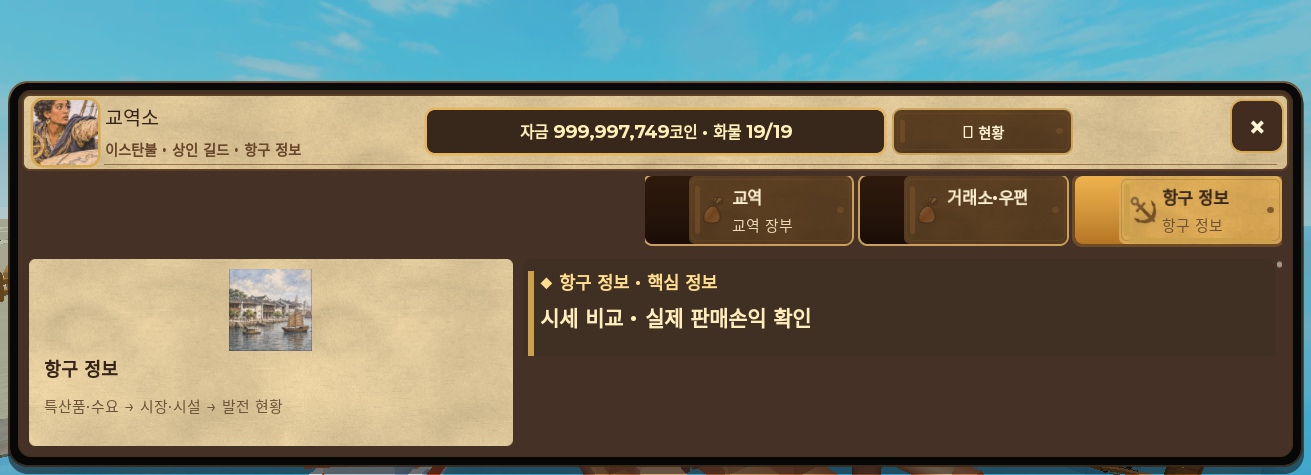 교역소
이스탄불 • 상인 길드 • 항구 정보
자금 999,997,749코인 • 화물 19/19
현황
×
교역
교역 장부
거래소•우편
항구 정보
항구 정보
항구 정보
특산품·수요 → 시장·시설 → 발전 현황
◆ 항구 정보 • 핵심 정보
시세 비교 • 실제 판매손익 확인